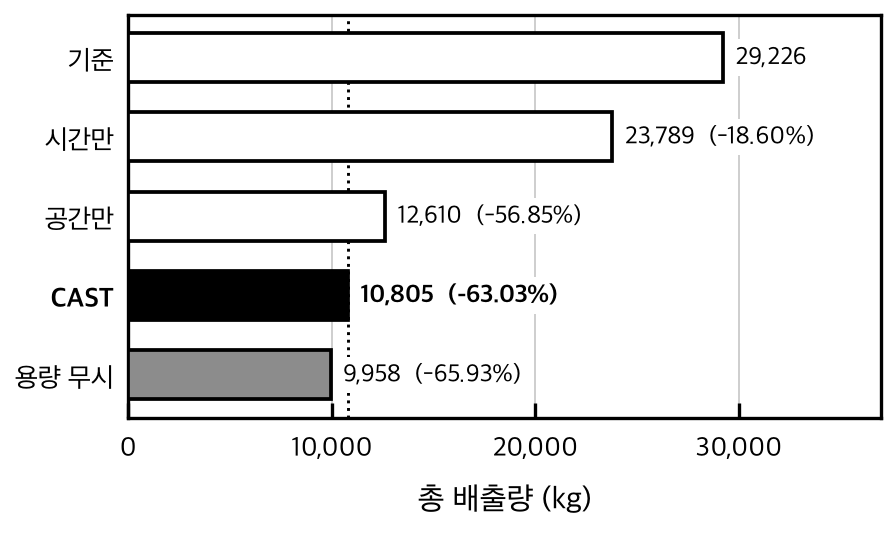 기준 29,226
시간만 23,789 (-18.60%)
공간만 12,610 (-56.85%)
CAST 10,805 (-63.03%)
용량 무시 9,958 (-65.93%)
0 10,000 20,000 30,000
총 배출량 (kg)